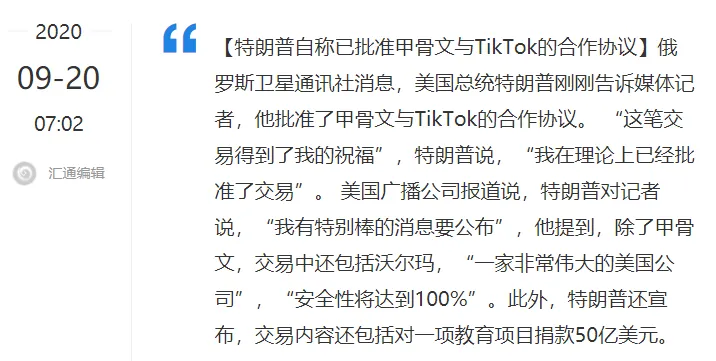 2020
09-20
07:02
汇通编辑
【特朗普自称已批准甲骨文与TikTok的合作协议】俄
罗斯卫星通讯社消息，美国总统特朗普刚刚告诉媒体记
者，他批准了甲骨文与TikTok的合作协议。 “这笔交
易得到了我的祝福”，特朗普说，“我在理论上已经批
准了交易”。 美国广播公司报道说，特朗普对记者
说，“我有特别棒的消息要公布”，他提到，除了甲骨
文，交易中还包括沃尔玛，“一家非常伟大的美国公
司”，“安全性将达到100%”。此外，特朗普还宣
布，交易内容还包括对一项教育项目捐款50亿美元。